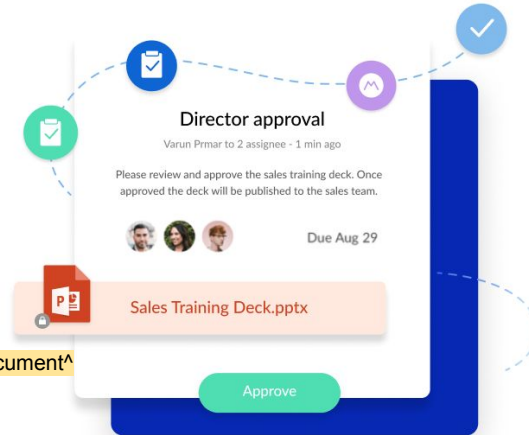 Director approval
Varun Prmar to 2 assignee - 1 min ago
Please review and approve the sales training deck. Once
approved the deck will be published to the sales team.
Due Aug 29
P
Sales Training Deck.pptx
cument^
Approve